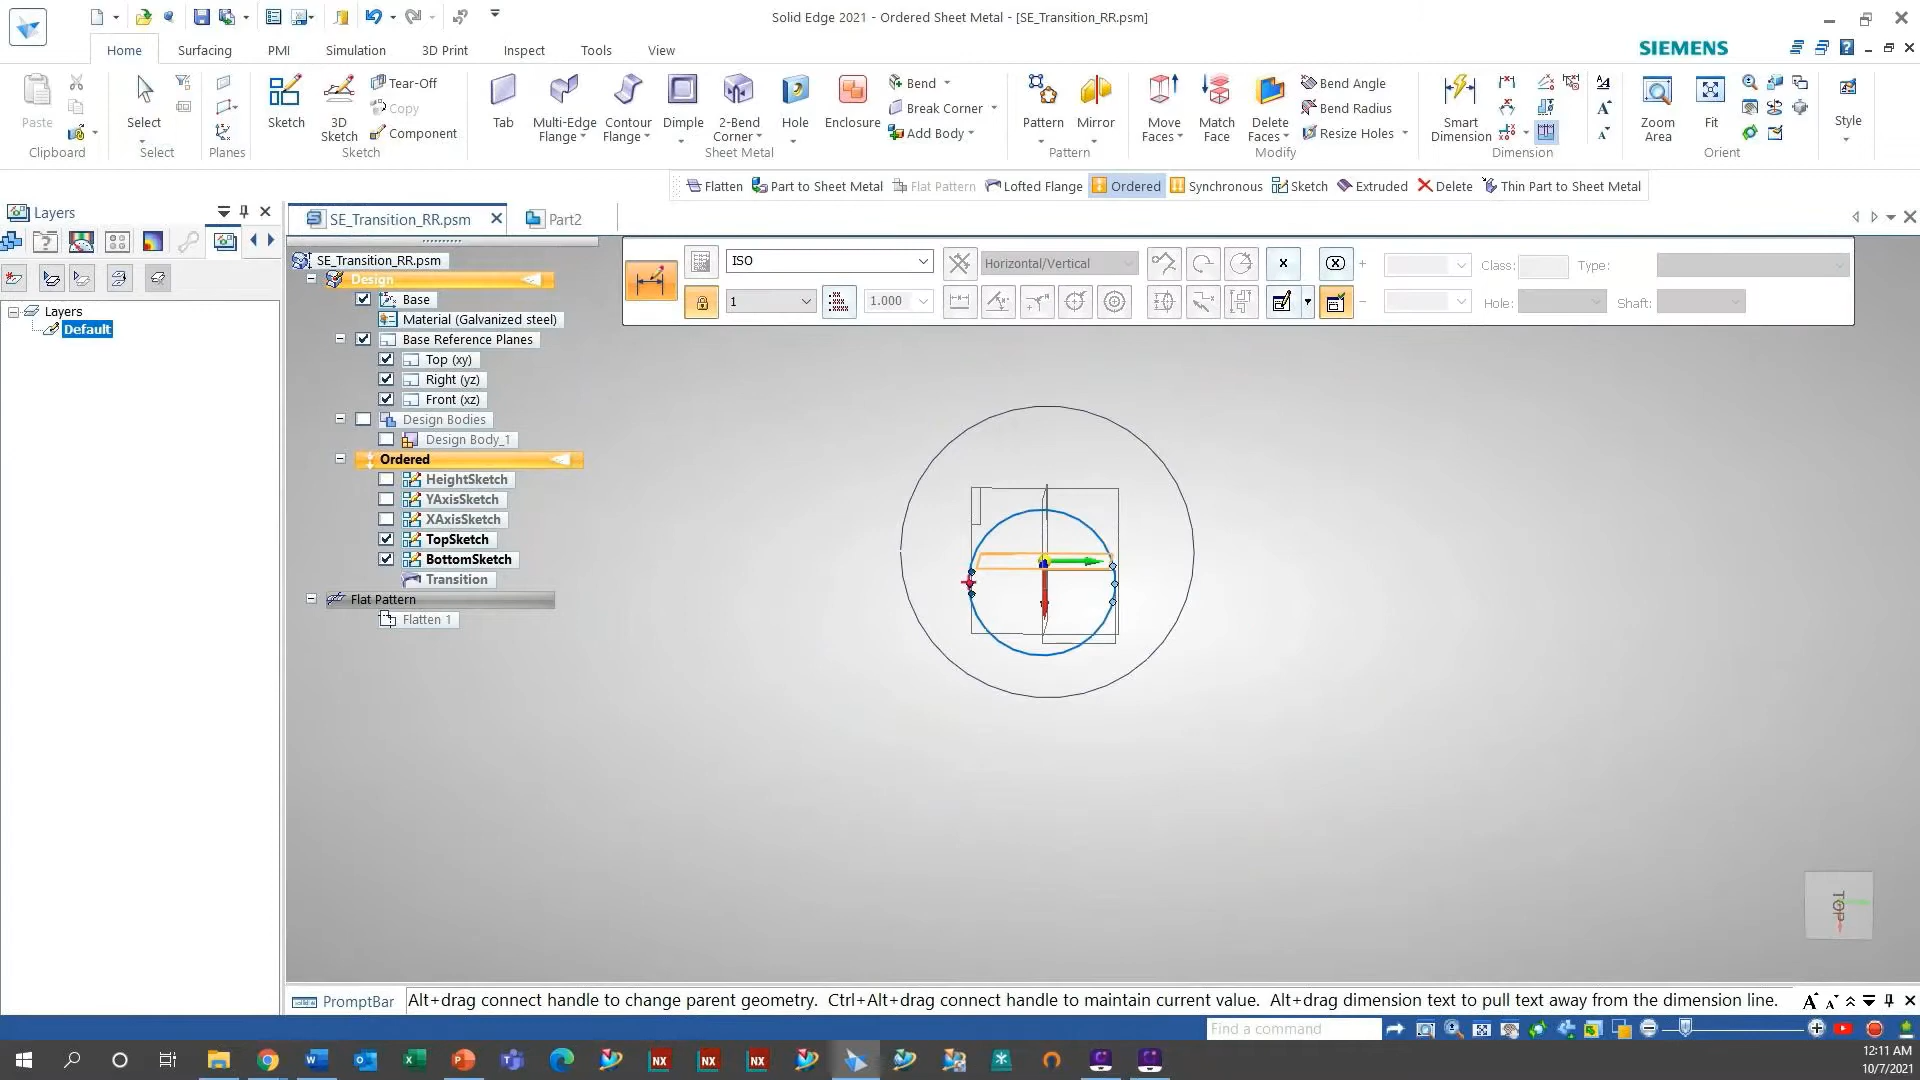 Solid Edge 2021 - Ordered Sheet Metal - [SE_Transition_RR.psm]
Home Surfacing PMI Simulation 3D Print Inspect Tools View
SIEMENS
Paste
Clipboard
Select
Select
Planes
Sketch
3D Sketch
Tear-Off
Copy
Component
Sketch
Tab
Multi-Edge Flange
Contour Flange
Dimple
2-Bend Corner
Hole
Enclosure
Bend
Break Corner
Add Body
Sheet Metal
Pattern
Mirror
Pattern
Move Faces
Match Face
Delete Faces
Bend Angle
Bend Radius
Resize Holes
Modify
Smart Dimension
Dimension
Zoom Area
Fit
Orient
Style
Flatten Part to Sheet Metal Flat Pattern Lofted Flange Ordered Synchronous Sketch Extruded Delete Thin Part to Sheet Metal
Layers
SE_Transition_RR.psm Part2
Layers
Default
SE_Transition_RR.psm
Design
Base
Material (Galvanized steel)
Base Reference Planes
Top (xy)
Right (yz)
Front (xz)
Design Bodies
Design Body_1
Ordered
HeightSketch
YAxisSketch
XAxisSketch
TopSketch
BottomSketch
Transition
Flat Pattern
Flatten 1
ISO Horizontal/Vertical Class: Type:
1 1.000 Hole: Shaft:
TOP
PromptBar Alt+drag connect handle to change parent geometry. Ctrl+Alt+drag connect handle to maintain current value. Alt+drag dimension text to pull text away from the dimension line.
Find a command
NX NX NX
12:11 AM
10/7/2021